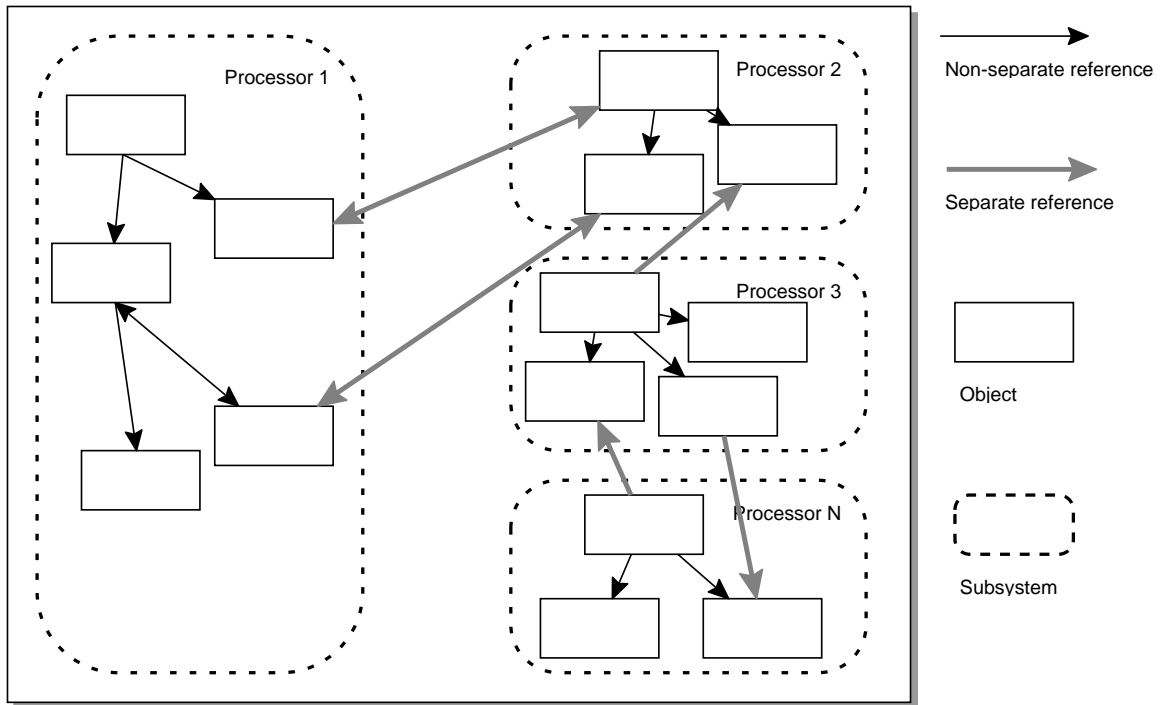 Processor 1
Processor 2
Processor 3
Processor N
Non-separate reference
Separate reference
Object
Subsystem